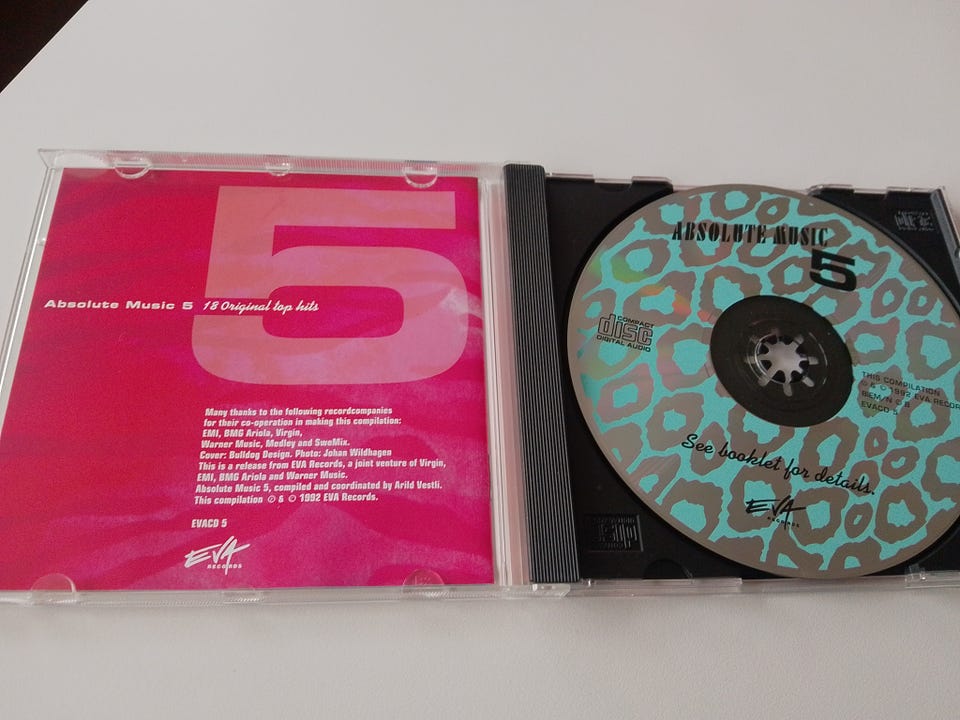 5
Absolute Music 5 18 Original top hits
Many thanks to the following recordcompanies
for their co-operation in making this compilation:
EMI, BMG Ariola, Virgin,
Warner Music, Medley and SweMix.
Cover: Bulldog Design. Photo: Johan Wildhagen
This is a release from EVA Records, a joint venture of Virgin,
EMI, BMG Ariola and Warner Music.
Absolute Music 5, compiled and coordinated by Arild Vestli.
This compilation ℗ & © 1992 EVA Records.
EVACD 5
EVA
RECORDS
ABSOLUTE MUSIC
5
COMPACT
disc
DIGITAL AUDIO
THIS COMPILATION
℗ & © 1992 EVA RECOR
BIEM/N ©B
EVACD 5
See booklet for details.
EVA
RECORDS